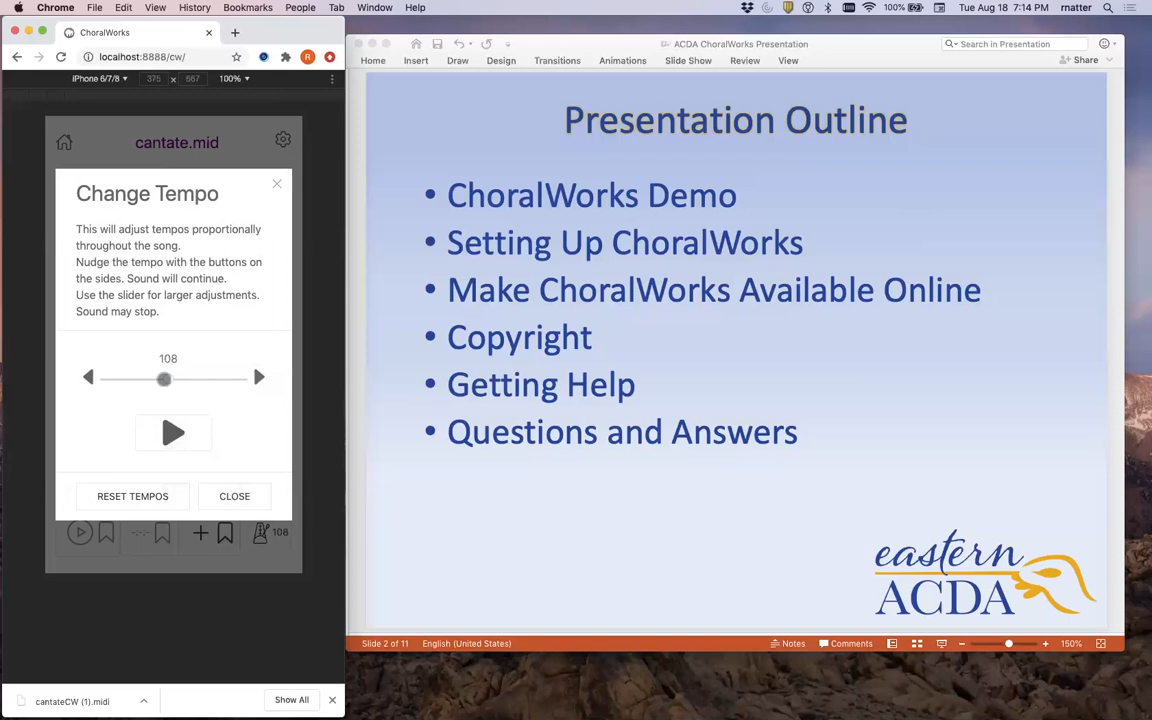 Chrome File Edit View History Bookmarks People Tab Window Help 100% Tue Aug 18 7:14 PM rnatter
ChoralWorks
localhost:8888/cw/
R
iPhone 6/7/8 375 x 667 100%
cantate.mid
Change Tempo
This will adjust tempos proportionally
throughout the song.
Nudge the tempo with the buttons on
the sides. Sound will continue.
Use the slider for larger adjustments.
Sound may stop.
108
RESET TEMPOS CLOSE
108
cantateCW (1).midi Show All
ACDA ChoralWorks Presentation
Search in Presentation
Home Insert Draw Design Transitions Animations Slide Show Review View Share
Presentation Outline
• ChoralWorks Demo
• Setting Up ChoralWorks
• Make ChoralWorks Available Online
• Copyright
• Getting Help
• Questions and Answers
eastern
ACDA
Slide 2 of 11 English (United States) Notes Comments 150%